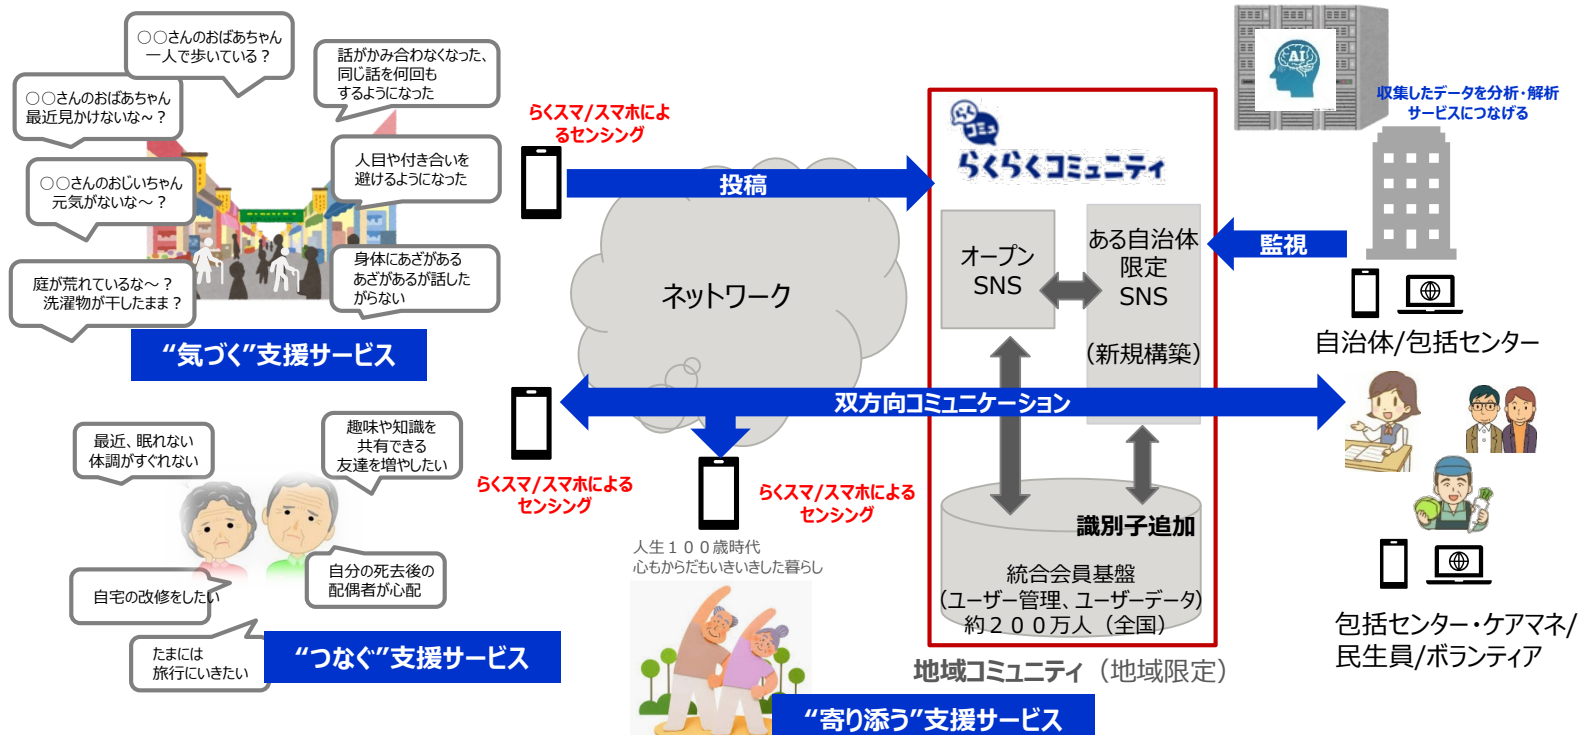 ○○さんのおばあちゃん
一人で歩いている？
話がかみ合わなくなった、
同じ話を何回も
するようになった
○○さんのおばあちゃん
最近見かけないな～？
人目や付き合いを
避けるようになった
○○さんのおじいちゃん
元気がないな～？
身体にあざがある
あざがあるが話した
がらない
庭が荒れているな～？
洗濯物が干したまま？
“気づく”支援サービス
らくスマ/スマホによ
るセンシング
投稿
ネットワーク
らく
コミュ
らくらくコミュニティ
オープン
SNS
ある自治体
限定
SNS
（新規構築）
AI
収集したデータを分析・解析
サービスにつなげる
監視
自治体/包括センター
双方向コミュニケーション
最近、眠れない
体調がすぐれない
趣味や知識を
共有できる
友達を増やしたい
自宅の改修をしたい
自分の死去後の
配偶者が心配
たまには
旅行にいきたい
“つなぐ”支援サービス
らくスマ/スマホによる
センシング
らくスマ/スマホによる
センシング
人生１００歳時代
心もからだもいきいきした暮らし
“寄り添う”支援サービス
識別子追加
統合会員基盤
（ユーザー管理、ユーザーデータ）
約２００万人（全国）
地域コミュニティ（地域限定）
包括センター・ケアマネ/
民生員/ボランティア